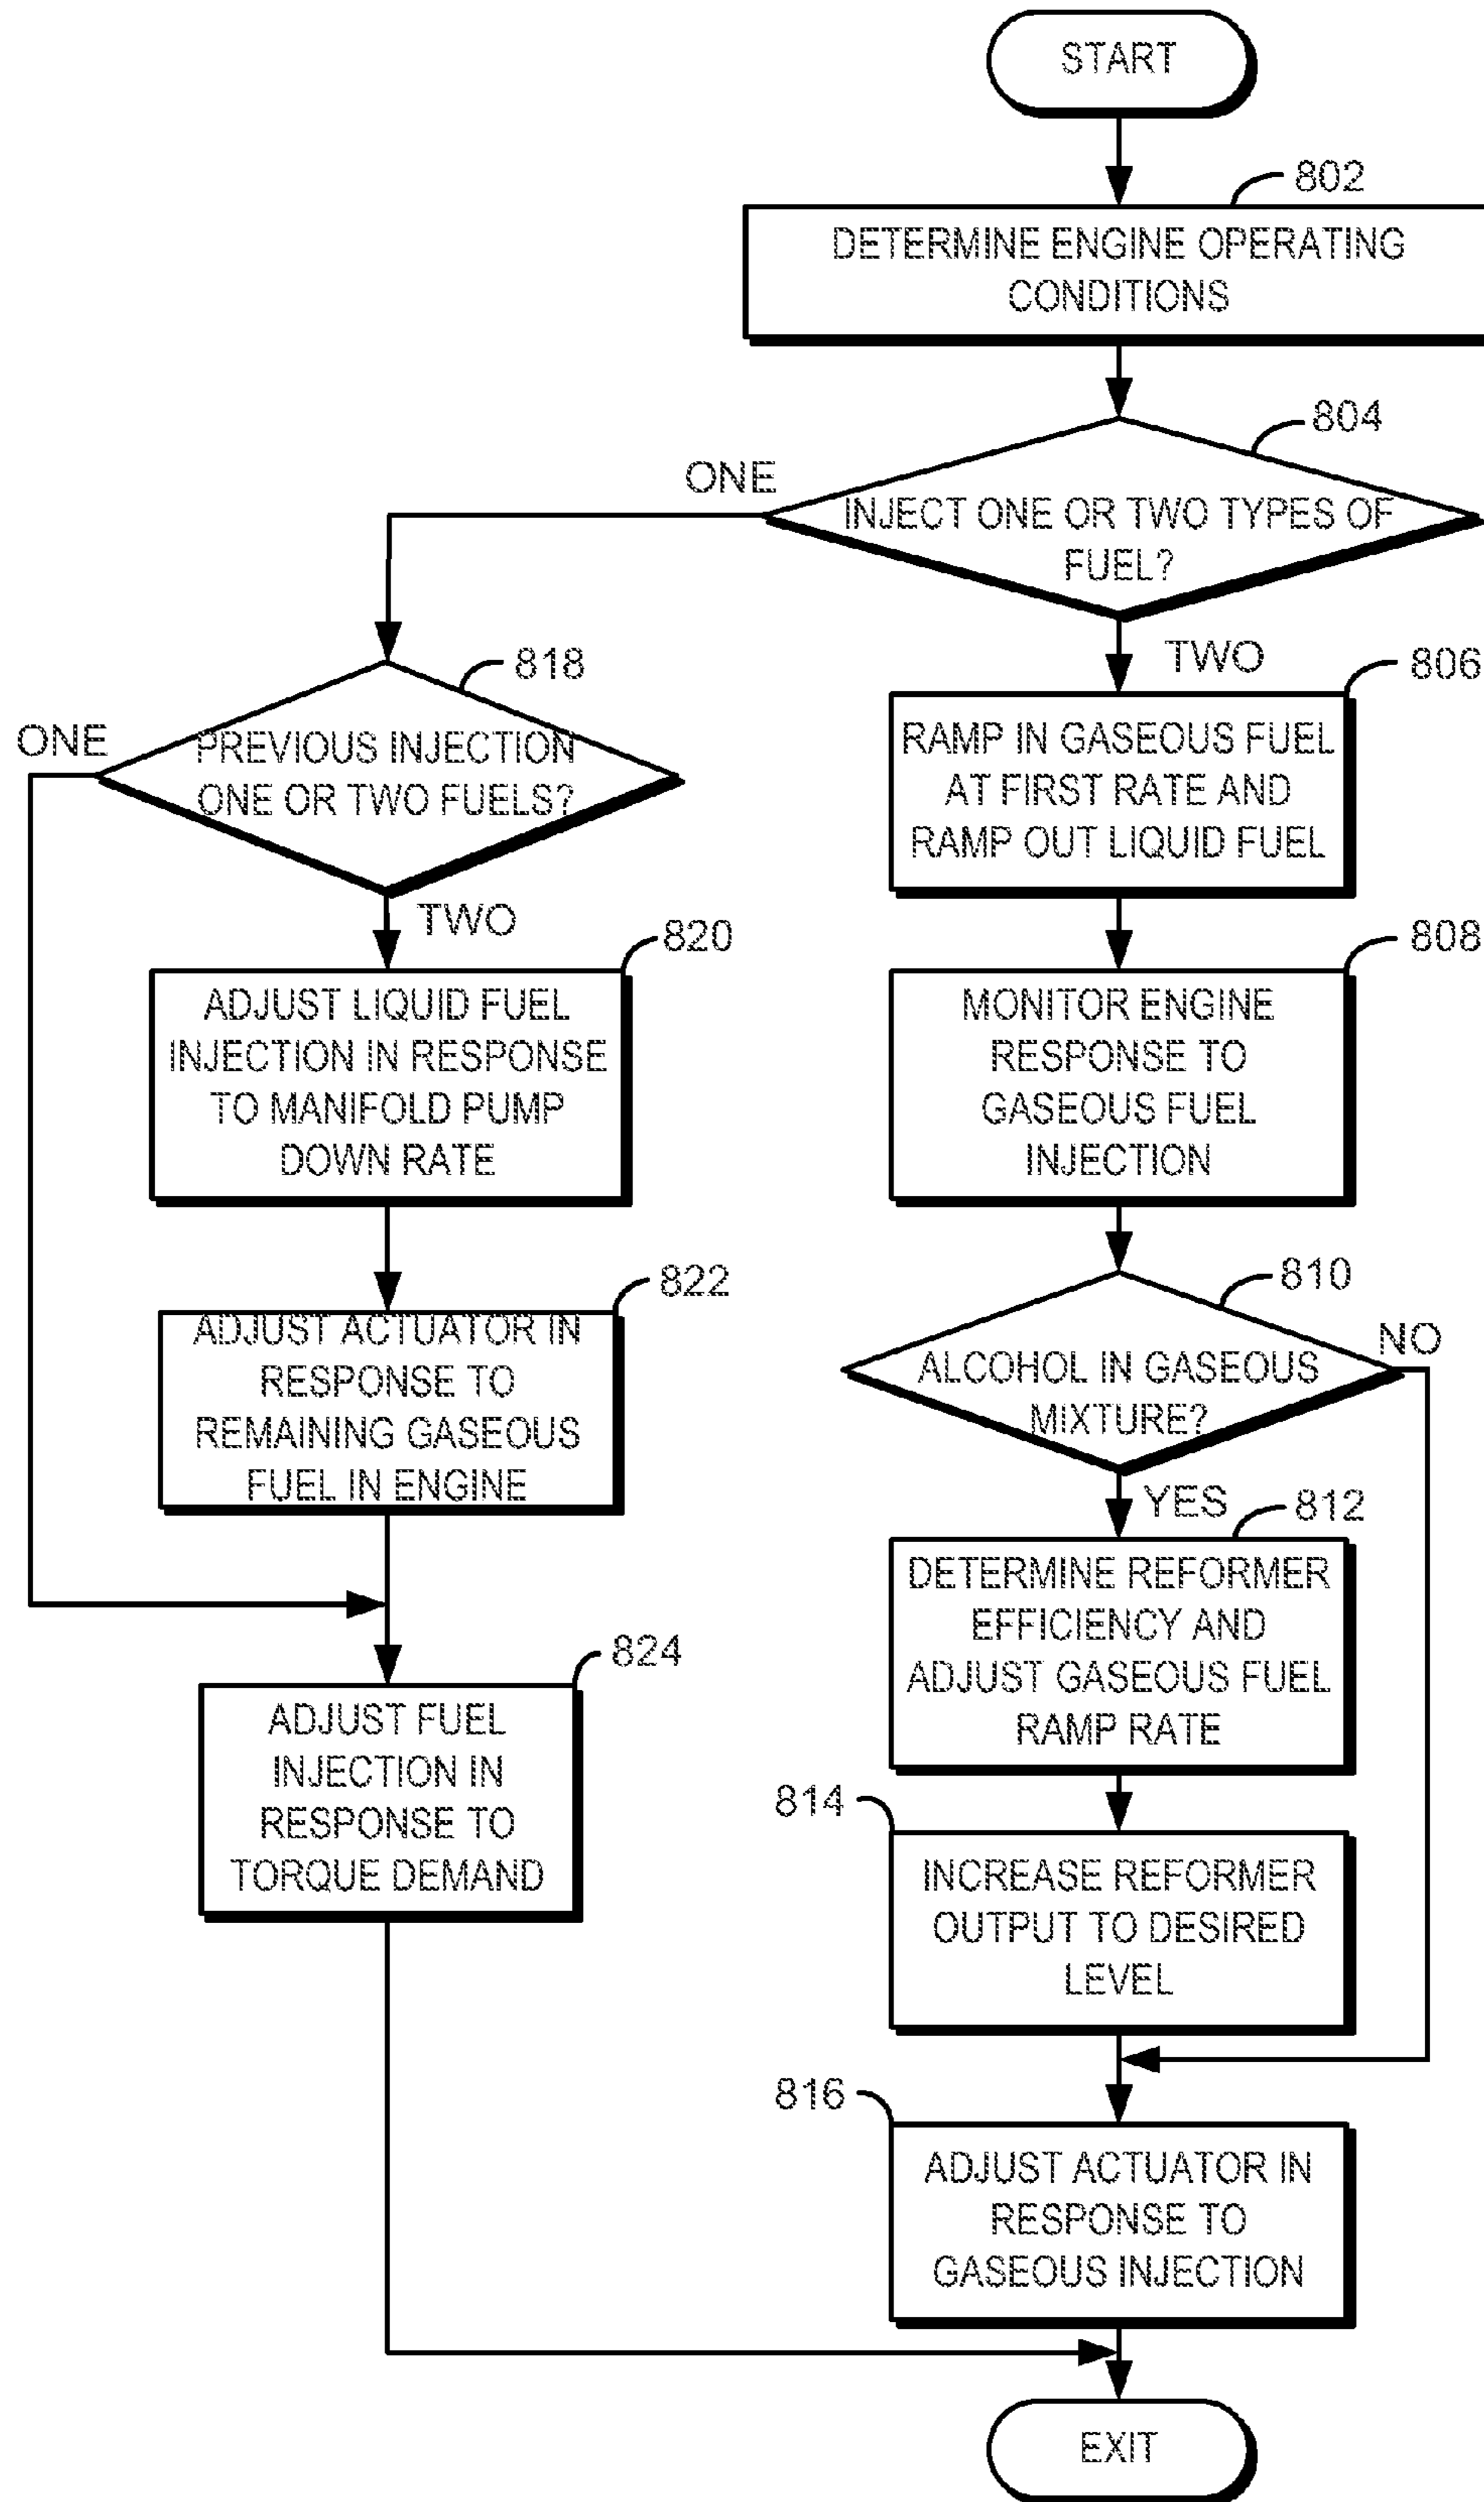 START
802
DETERMINE ENGINE OPERATING
CONDITIONS
804
ONE
INJECT ONE OR TWO TYPES OF
FUEL?
TWO
806
RAMP IN GASEOUS FUEL
AT FIRST RATE AND
RAMP OUT LIQUID FUEL
808
MONITOR ENGINE
RESPONSE TO
GASEOUS FUEL
INJECTION
810
NO
ALCOHOL IN GASEOUS
MIXTURE?
YES
812
DETERMINE REFORMER
EFFICIENCY AND
ADJUST GASEOUS FUEL
RAMP RATE
814
INCREASE REFORMER
OUTPUT TO DESIRED
LEVEL
816
ADJUST ACTUATOR IN
RESPONSE TO
GASEOUS INJECTION
818
ONE
PREVIOUS INJECTION
ONE OR TWO FUELS?
TWO
820
ADJUST LIQUID FUEL
INJECTION IN RESPONSE
TO MANIFOLD PUMP
DOWN RATE
822
ADJUST ACTUATOR IN
RESPONSE TO
REMAINING GASEOUS
FUEL IN ENGINE
824
ADJUST FUEL
INJECTION IN
RESPONSE TO
TORQUE DEMAND
EXIT